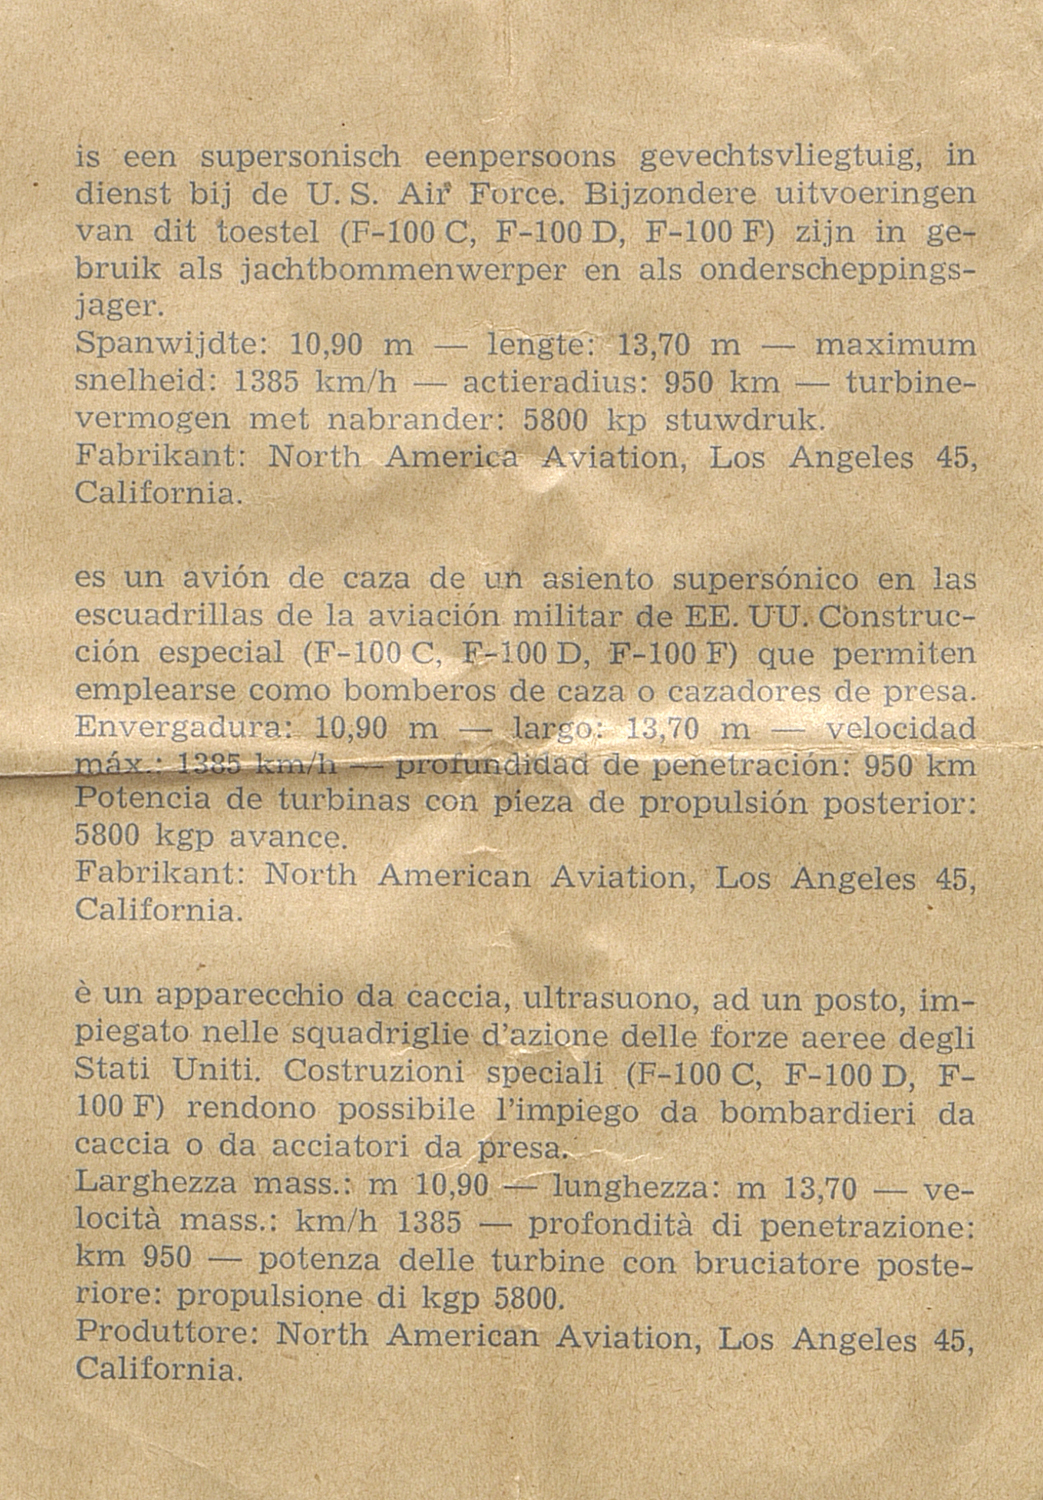 is een supersonisch eenpersoons gevechtsvliegtuig, in
dienst bij de U. S. Air Force. Bijzondere uitvoeringen
van dit toestel (F-100 C, F-100 D, F-100 F) zijn in ge-
bruik als jachtbommenwerper en als onderscheppings-
jager.
Spanwijdte: 10,90 m — lengte: 13,70 m — maximum
snelheid: 1385 km/h — actieradius: 950 km — turbine-
vermogen met nabrander: 5800 kp stuwdruk.
Fabrikant: North America Aviation, Los Angeles 45,
California.
es un avión de caza de un asiento supersónico en las
escuadrillas de la aviación militar de EE. UU. Construc-
ción especial (F-100 C, F-100 D, F-100 F) que permiten
emplearse como bomberos de caza o cazadores de presa.
Envergadura: 10,90 m — largo: 13,70 m — velocidad
máx.: 1385 km/h — profundidad de penetración: 950 km
Potencia de turbinas con pieza de propulsión posterior:
5800 kgp avance.
Fabrikant: North American Aviation, Los Angeles 45,
California.
è un apparecchio da caccia, ultrasuono, ad un posto, im-
piegato nelle squadriglie d'azione delle forze aeree degli
Stati Uniti. Costruzioni speciali (F-100 C, F-100 D, F-
100 F) rendono possibile l'impiego da bombardieri da
caccia o da acciatori da presa.
Larghezza mass.: m 10,90 — lunghezza: m 13,70 — ve-
locità mass.: km/h 1385 — profondità di penetrazione:
km 950 — potenza delle turbine con bruciatore poste-
riore: propulsione di kgp 5800.
Produttore: North American Aviation, Los Angeles 45,
California.